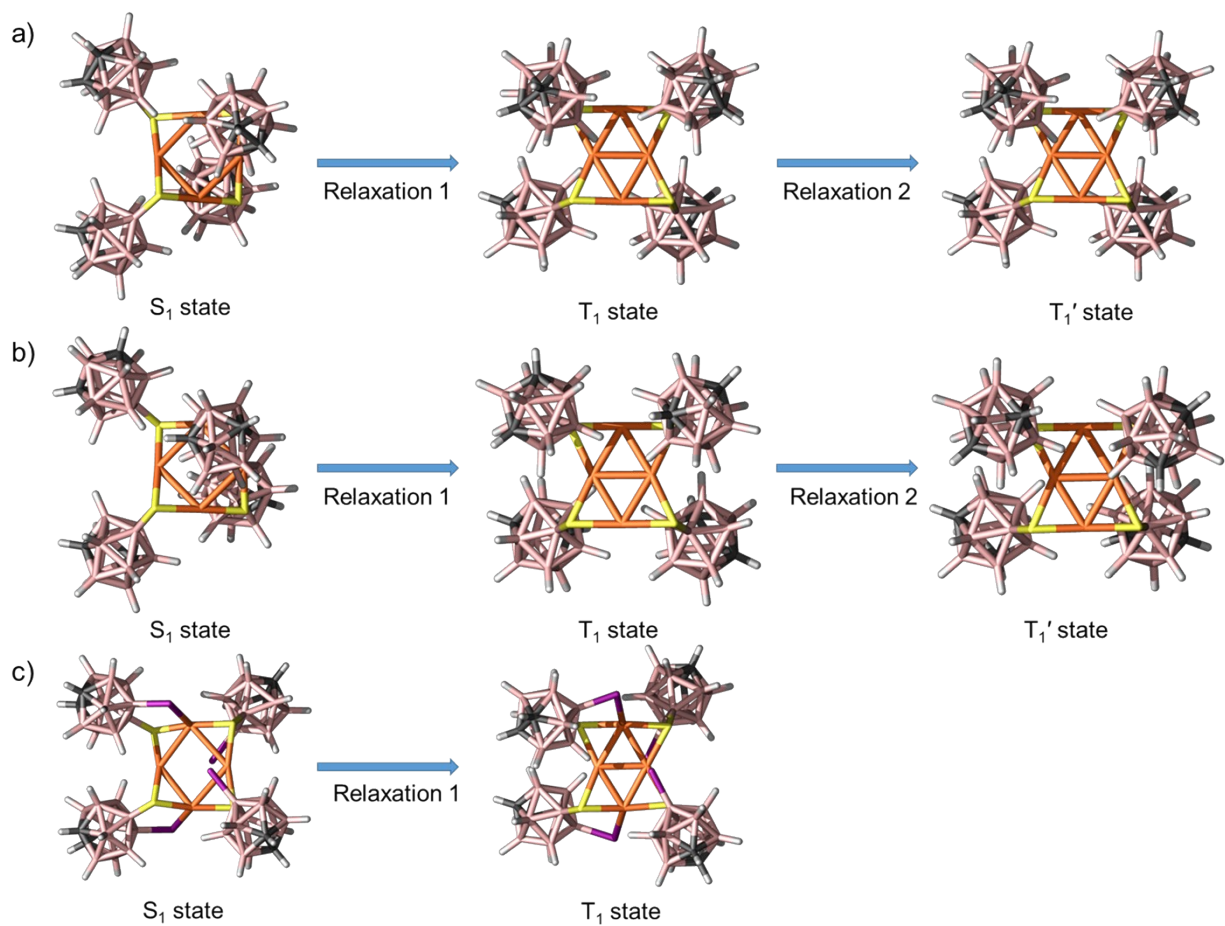 a)
Relaxation 1
Relaxation 2
S₁ state
T₁ state
T₁′ state
b)
Relaxation 1
Relaxation 2
S₁ state
T₁ state
T₁′ state
c)
Relaxation 1
S₁ state
T₁ state